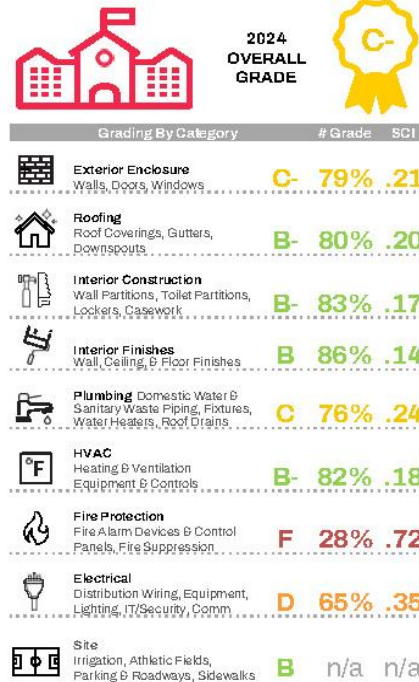 2024
OVERALL
GRADE
C-
Grading By Category # Grade SCI
Exterior Enclosure
Walls, Doors, Windows
C- 79% .21
Roofing
Roof Coverings, Gutters,
Downspouts
B- 80% .20
Interior Construction
Wall Partitions, Toilet Partitions,
Lockers, Casework
B- 83% .17
Interior Finishes
Wall, Ceiling, & Floor Finishes
B 86% .14
Plumbing Domestic Water &
Sanitary Waste Piping, Fixtures,
Water Heaters, Roof Drains
C 76% .24
°F
HVAC
Heating & Ventilation
Equipment & Controls
B- 82% .18
Fire Protection
Fire Alarm Devices & Control
Panels, Fire Suppression
F 28% .72
Electrical
Distribution Wiring, Equipment,
Lighting, IT/Security, Comm
D 65% .35
Site
Irrigation, Athletic Fields,
Parking & Roadways, Sidewalks
B n/a n/a